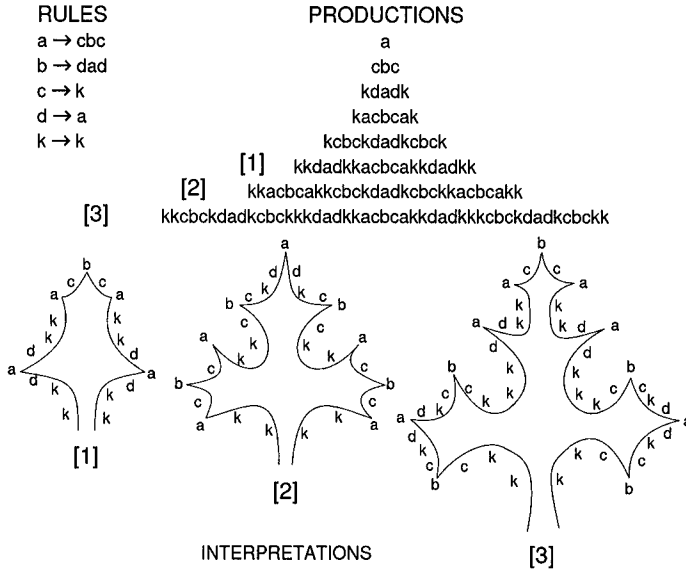 RULES
a → cbc
b → dad
c → k
d → a
k → k
PRODUCTIONS
a
cbc
kdadk
kacbcak
kcbckdadkcbck
[1] kkdadkkacbcakkdadkk
[2] kkacbcakkcbckdadkcbckkacbcakk
[3] kkcbckdadkcbckkkdadkkacbcakkdadkkkcbckdadkcbckk
b
c c
a a
k k
k k
d d
a a
d d
k k
k k
[1]
a
d d
k k
b c c b
c c
k k
a k k a
c c
b b
c c
a k k a
k k
[2]
b
c c
a a
k k
a d k k d a
d d
k k
b b
c k k c
k k k k
d d
a a
d d
k k
c c
b c k k c b
k k
[3]
INTERPRETATIONS